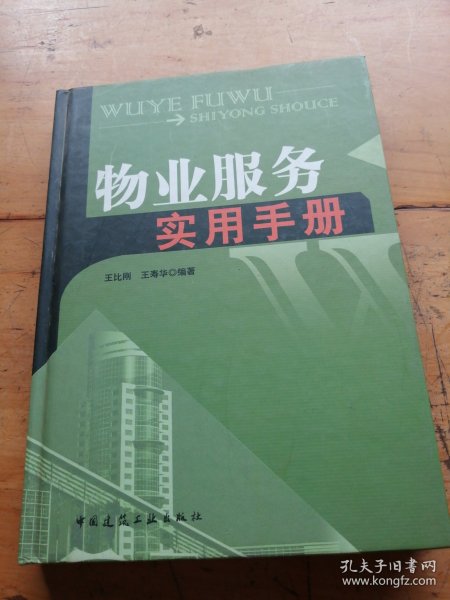 WUYE FUWU
SHIYONG SHOUCE
物业服务
实用手册
王比刚 王寿华◎编著
W
中国建筑工业出版社
孔夫子旧书网
www.kongfz.com